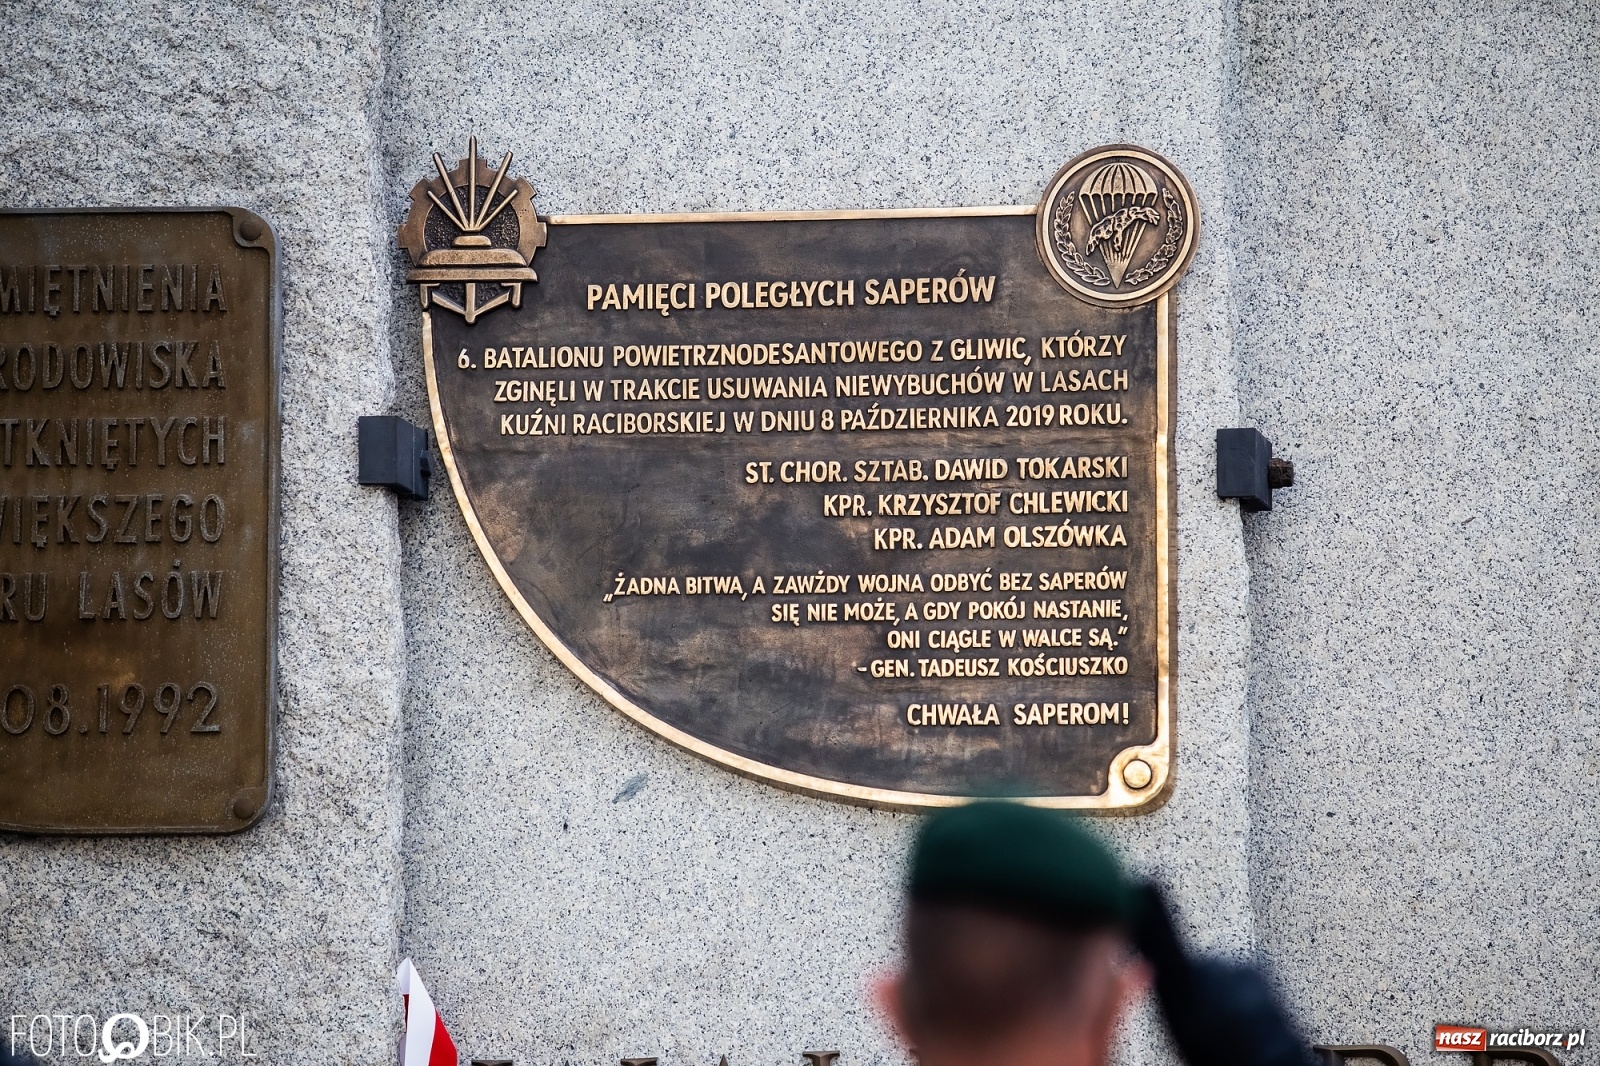 PAMIĘCI POLEGŁYCH SAPERÓW
6. BATALIONU POWIETRZNODESANTOWEGO Z GLIWIC, KTÓRZY
ZGINĘLI W TRAKCIE USUWANIA NIEWYBUCHÓW W LASACH
KUŹNI RACIBORSKIEJ W DNIU 8 PAŹDZIERNIKA 2019 ROKU.
ST. CHOR. SZTAB. DAWID TOKARSKI
KPR. KRZYSZTOF CHLEWICKI
KPR. ADAM OLSZÓWKA
„ŻADNA BITWA, A ZAWŻDY WOJNA ODBYĆ BEZ SAPERÓW
SIĘ NIE MOŻE, A GDY POKÓJ NASTANIE,
ONI CIĄGLE W WALCE SĄ.”
- GEN. TADEUSZ KOŚCIUSZKO
CHWAŁA SAPEROM!
MIĘTNIENIA
RODOWISKA
TKNIĘTYCH
WIĘKSZEGO
RU LASÓW
08.1992
FOTOBIK.PL
nasz raciborz.pl